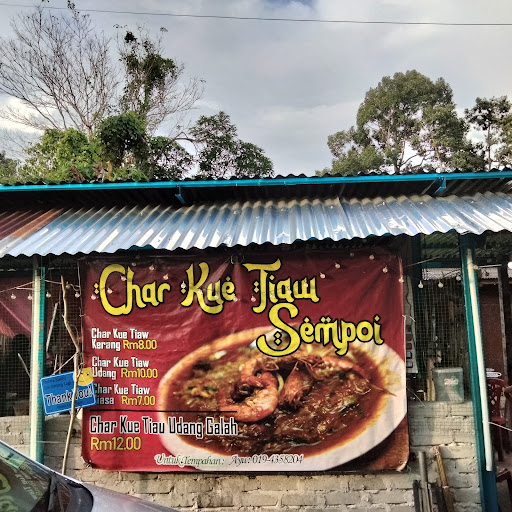 Char Kue Tiaw
Sempoi
Char Kue Tiaw
Kerang Rm8.00
Char Kue Tiaw
Udang Rm10.00
Char Kue Tiaw
Biasa Rm7.00
Char Kue Tiau Udang Galah
Rm12.00
Untuk Tempahan : Ayu : 019-4358204
Thank You!